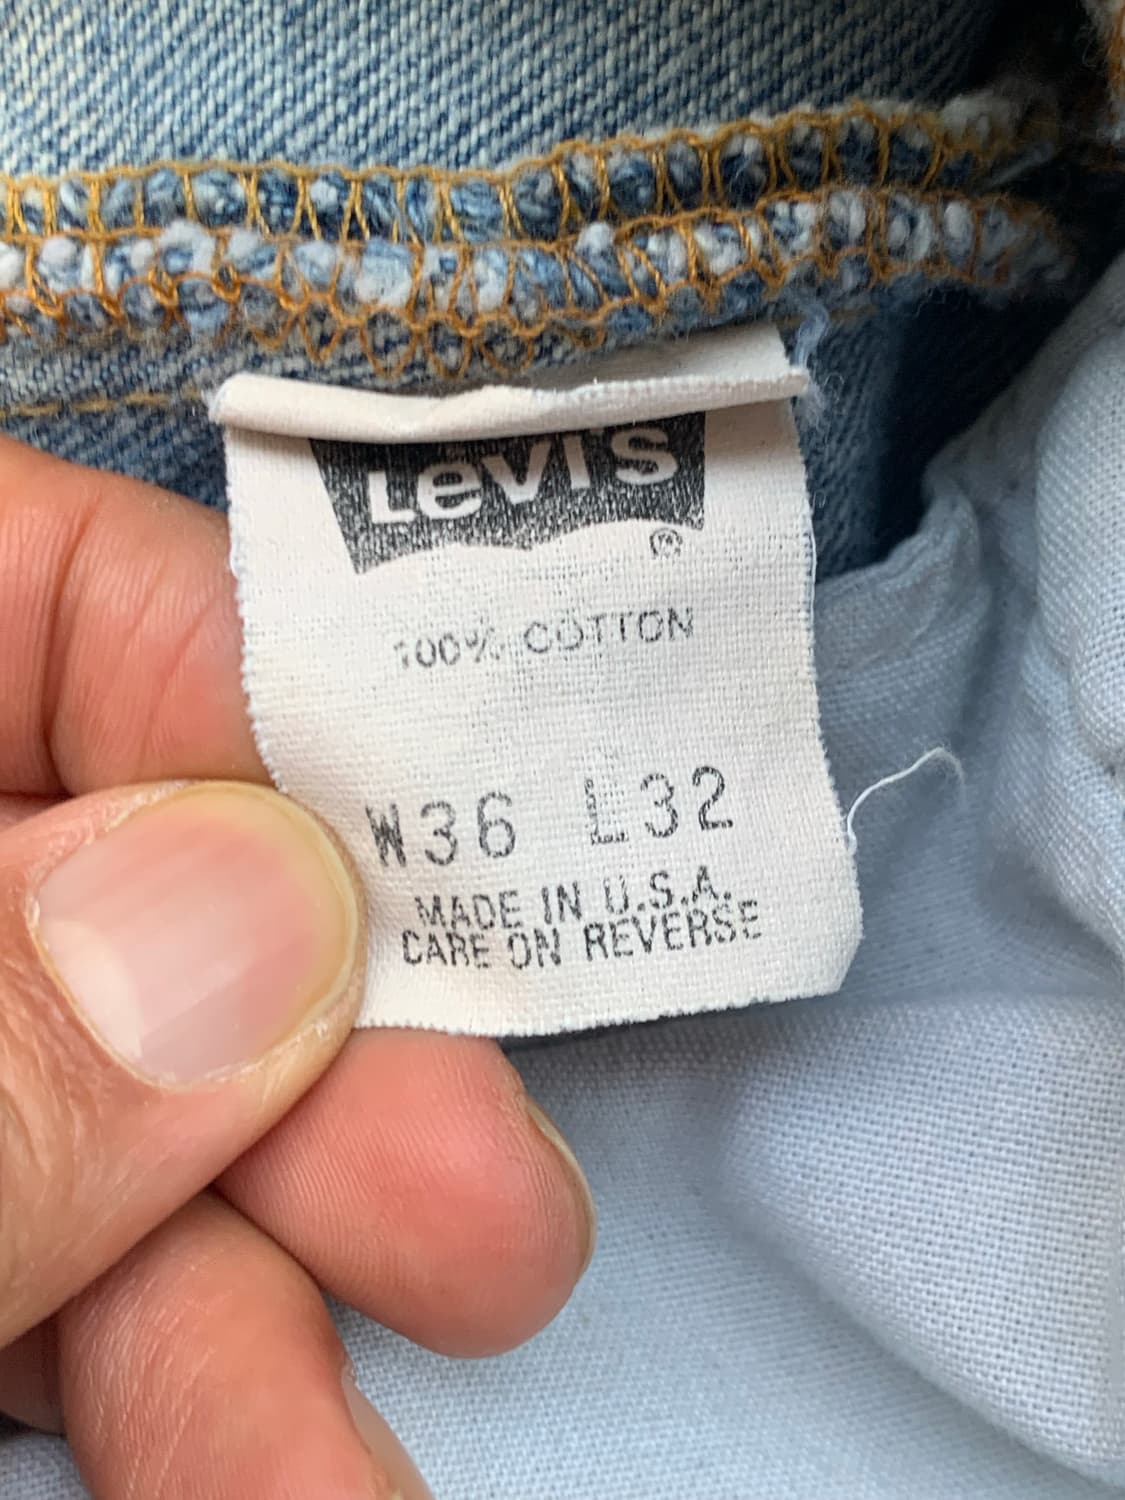 Levi's
®
100% COTTON
W36 L32
MADE IN U.S.A.
CARE ON REVERSE